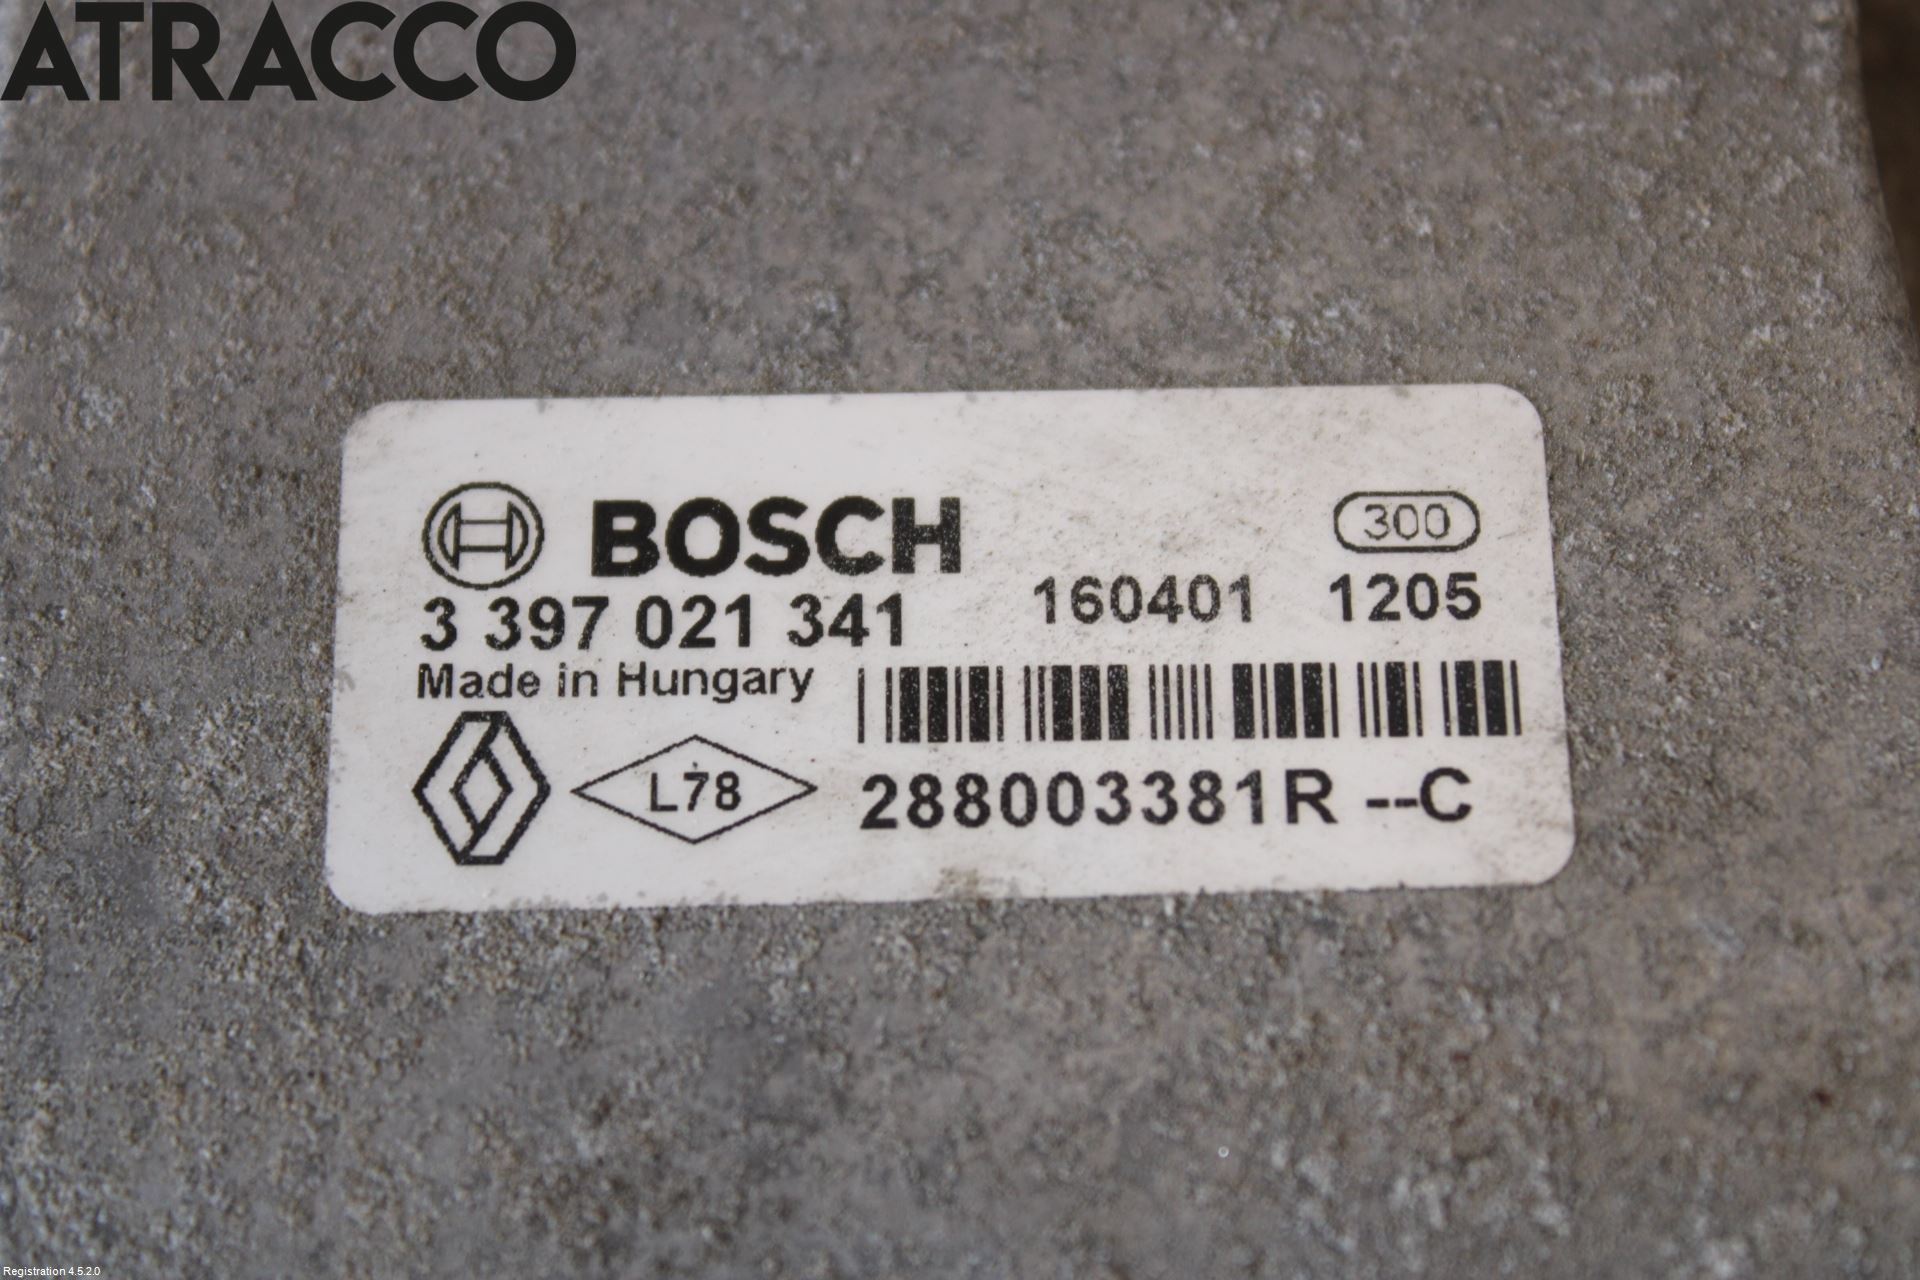 ATRACCO
BOSCH 300
3 397 021 341 160401 1205
Made in Hungary
L78 288003381R --C
Registration 4.5.2.0